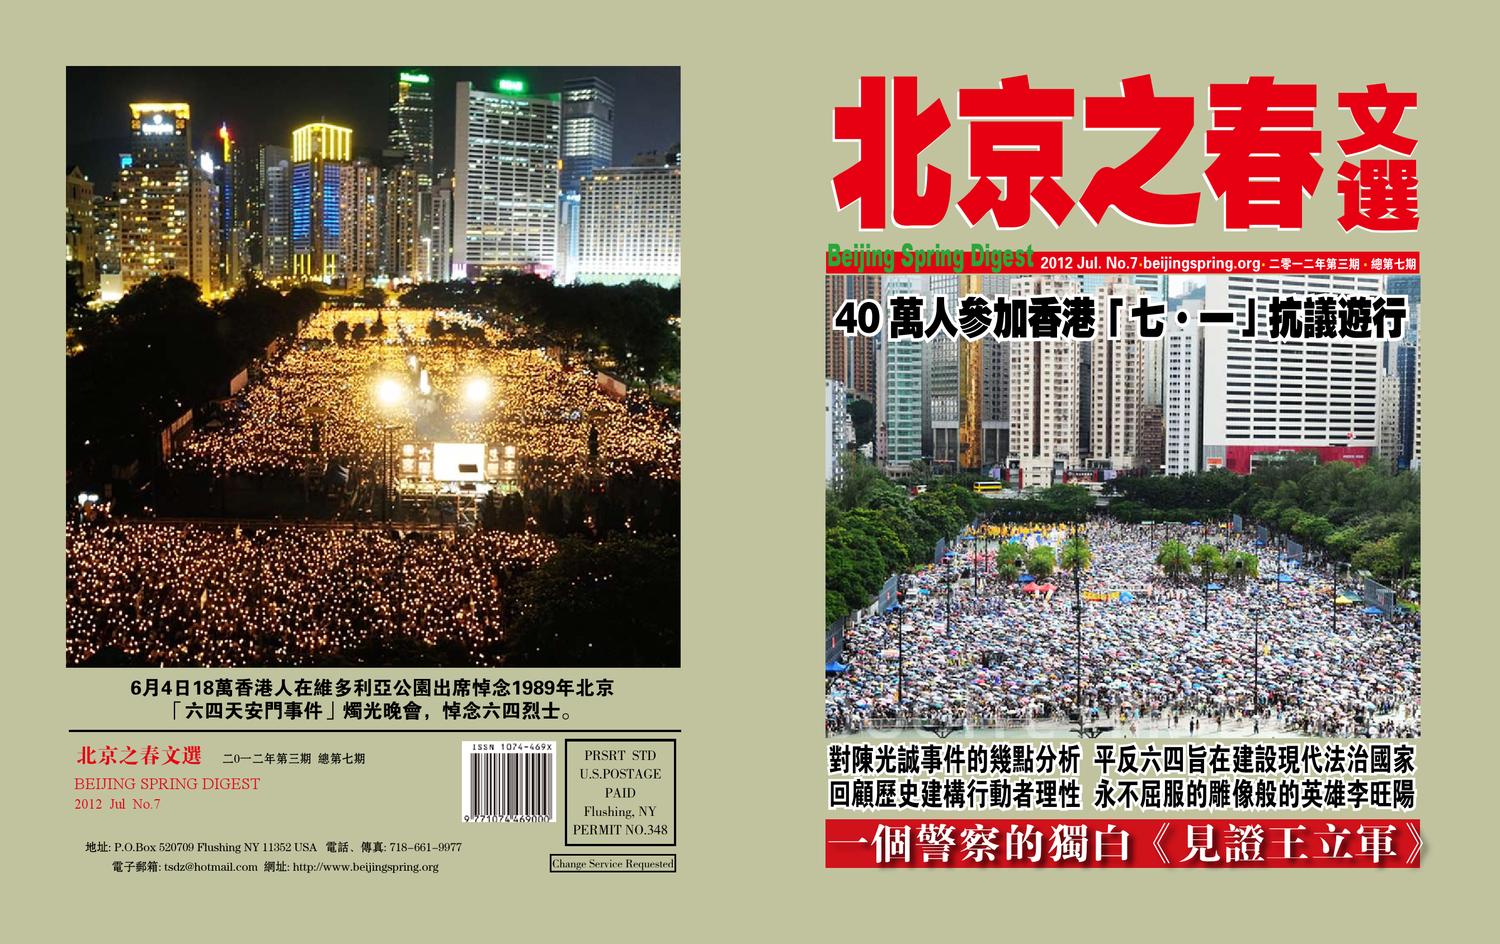 6月4日18萬香港人在維多利亞公園出席悼念1989年北京
「六四天安門事件」燭光晚會，悼念六四烈士。
北京之春文選 二0一二年第三期 總第七期
BEIJING SPRING DIGEST
2012 Jul No.7
地址: P.O.Box 520709 Flushing NY 11352 USA 電話、傳真: 718-661-9977
電子郵箱: tsdz@hotmail.com 網址: http://www.beijingspring.org
ISSN 1074-469X
9 771074 469000
PRSRT STD
U.S.POSTAGE
PAID
Flushing, NY
PERMIT NO.348
Change Service Requested
北京之春文選
Beijing Spring Digest 2012 Jul. No.7·beijingspring.org·二零一二年第三期·總第七期
40萬人參加香港「七·一」抗議遊行
對陳光誠事件的幾點分析 平反六四旨在建設現代法治國家
回顧歷史建構行動者理性 永不屈服的雕像般的英雄李旺陽
一個警察的獨白《見證王立軍》